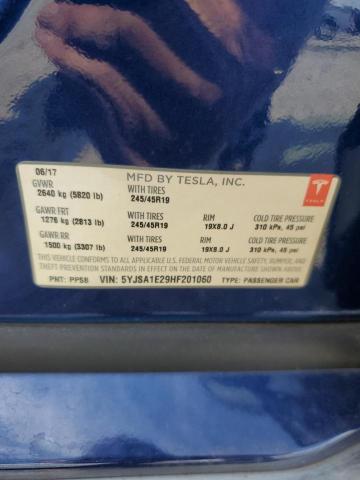 MFD BY TESLA, INC.
06/17
GVWR
2640 kg (5820 lb)
WITH TIRES
245/45R19
TESLA
GAWR FRT
1276 kg (2813 lb)
WITH TIRES
245/45R19
RIM
19X8.0 J
COLD TIRE PRESSURE
310 kPa, 45 psi
GAWR RR
1500 kg (3307 lb)
WITH TIRES
245/45R19
RIM
19X8.0 J
COLD TIRE PRESSURE
310 kPa, 45 psi
THIS VEHICLE CONFORMS TO ALL APPLICABLE U.S. FEDERAL MOTOR VEHICLE SAFETY, BUMPER, AND
THEFT PREVENTION STANDARDS IN EFFECT ON THE DATE OF MANUFACTURE SHOWN ABOVE.
PNT: PPSB VIN: 5YJSA1E29HF201060 TYPE: PASSENGER CAR